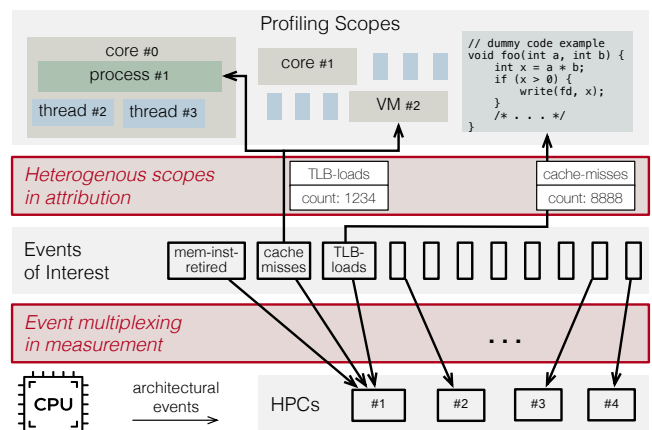 Profiling Scopes
core #0
process #1
thread #2 thread #3
core #1
VM #2
// dummy code example
void foo(int a, int b) {
int x = a * b;
if (x > 0) {
write(fd, x);
}
/* . . . */
}
Heterogenous scopes
in attribution
TLB-loads
count: 1234
cache-misses
count: 8888
Events
of Interest
mem-inst-
retired
cache
misses
TLB-
loads
Event multiplexing
in measurement
. . .
CPU
architectural
events
HPCs
#1
#2
#3
#4